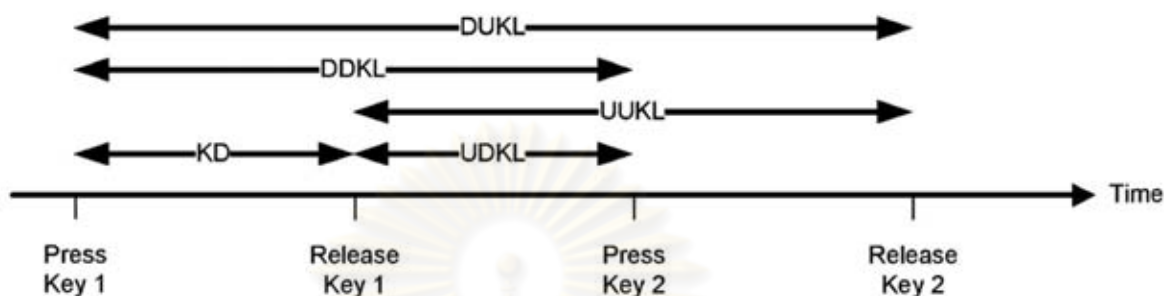 DUKL
DDKL
UUKL
KD
UDKL
Time
Press
Key 1
Release
Key 1
Press
Key 2
Release
Key 2